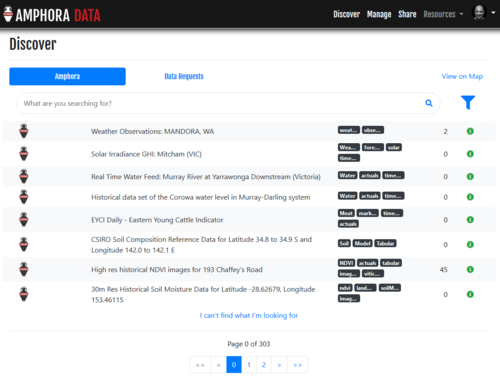 AMPHORA DATA
Discover Manage Share Resources
Discover
Amphora Data Requests View on Map
What are you searching for?
Weather Observations: MANDORA, WA weat... obse... 2
Solar Irradiance GHI: Mitcham (VIC) Wea... fore... solar time... 0
Real Time Water Feed: Murray River at Yarrawonga Downstream (Victoria) Water actuals time... 0
Historical data set of the Corowa water level in Murray-Darling system Water actuals time... 0
EYCI Daily - Eastern Young Cattle Indicator Meat mark... time... actuals 0
CSIRO Soil Composition Reference Data for Latitude 34.8 to 34.9 S and
Longitude 142.0 to 142.1 E Soil Model Tabular 0
High res historical NDVI images for 193 Chaffey's Road NDVI actuals tabular imag... vitic... 45
30m Res Historical Soil Moisture Data for Latitude -28.62679, Longitude
153.46115 ndvi land... soilM... imag... 0
I can't find what I'm looking for
Page 0 of 303
<< < 0 1 2 > >>